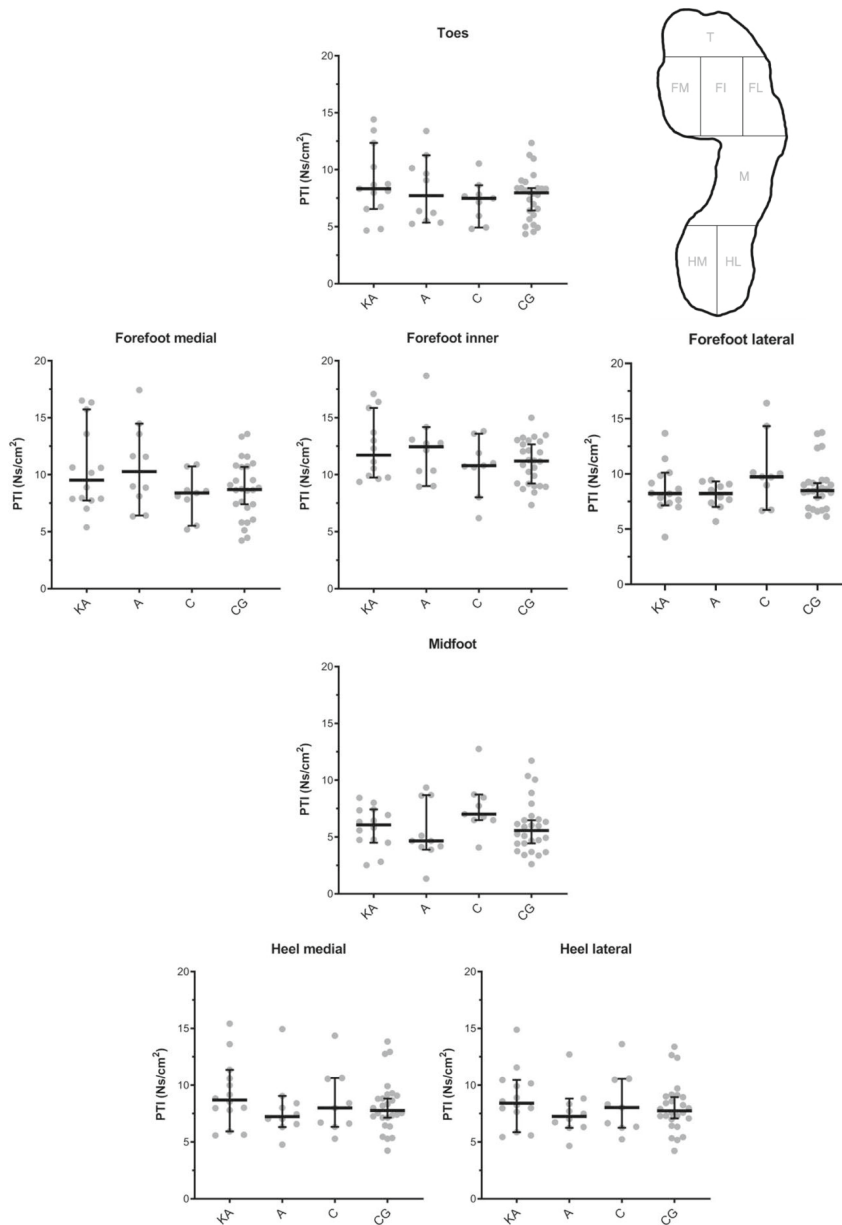 Toes
PTI (Ns/cm²)
20
15
10
5
0
KA
A
C
CG
T
FM
FI
FL
M
HM
HL
Forefoot medial
PTI (Ns/cm²)
20
15
10
5
0
KA
A
C
CG
Forefoot inner
PTI (Ns/cm²)
20
15
10
5
0
KA
A
C
CG
Forefoot lateral
PTI (Ns/cm²)
20
15
10
5
0
KA
A
C
CG
Midfoot
PTI (Ns/cm²)
20
15
10
5
0
KA
A
C
CG
Heel medial
PTI (Ns/cm²)
20
15
10
5
0
KA
A
C
CG
Heel lateral
PTI (Ns/cm²)
20
15
10
5
0
KA
A
C
CG